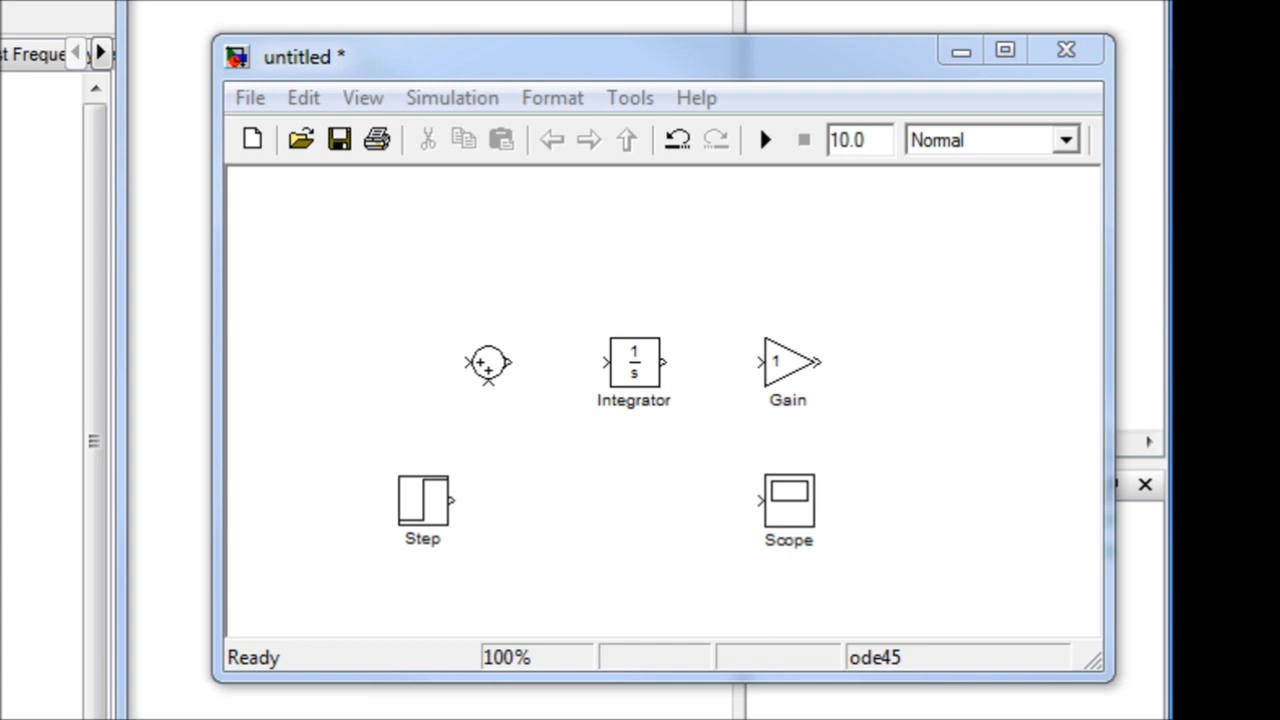 untitled *
st Freque
File Edit View Simulation Format Tools Help
10.0 Normal
1
s
1
Integrator
Gain
Step
Scope
Ready 100% ode45